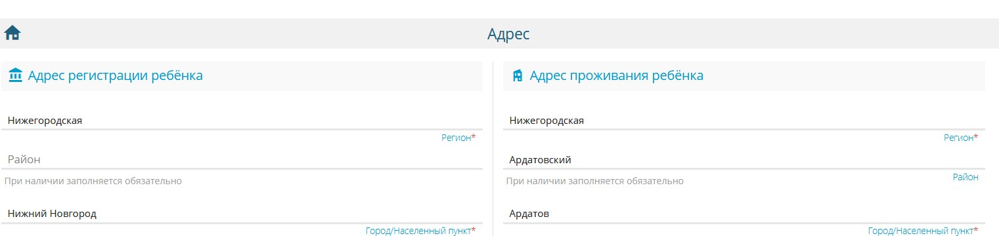 Адрес
Адрес регистрации ребёнка
Нижегородская
Регион*
Район
При наличии заполняется обязательно
Нижний Новгород
Город/Населенный пункт*
Адрес проживания ребёнка
Нижегородская
Регион*
Ардатовский
Район
При наличии заполняется обязательно
Ардатов
Город/Населенный пункт*